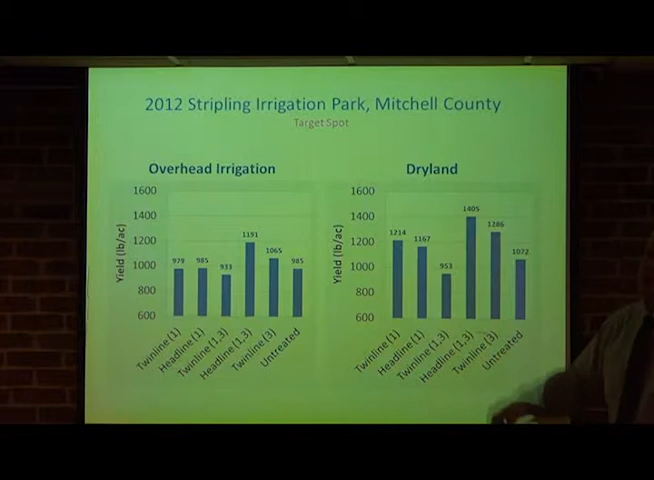 2012 Stripling Irrigation Park, Mitchell County
Target Spot
Overhead Irrigation
Yield (lb/ac)
1600
1400
1200
1000
800
600
979
985
933
1191
1065
985
Twinline (1)
Headline (1)
Twinline (1,3)
Headline (1,3)
Twinline (3)
Untreated
Dryland
Yield (lb/ac)
1600
1400
1200
1000
800
600
1214
1167
953
1405
1286
1072
Twinline (1)
Headline (1)
Twinline (1,3)
Headline (1,3)
Twinline (3)
Untreated